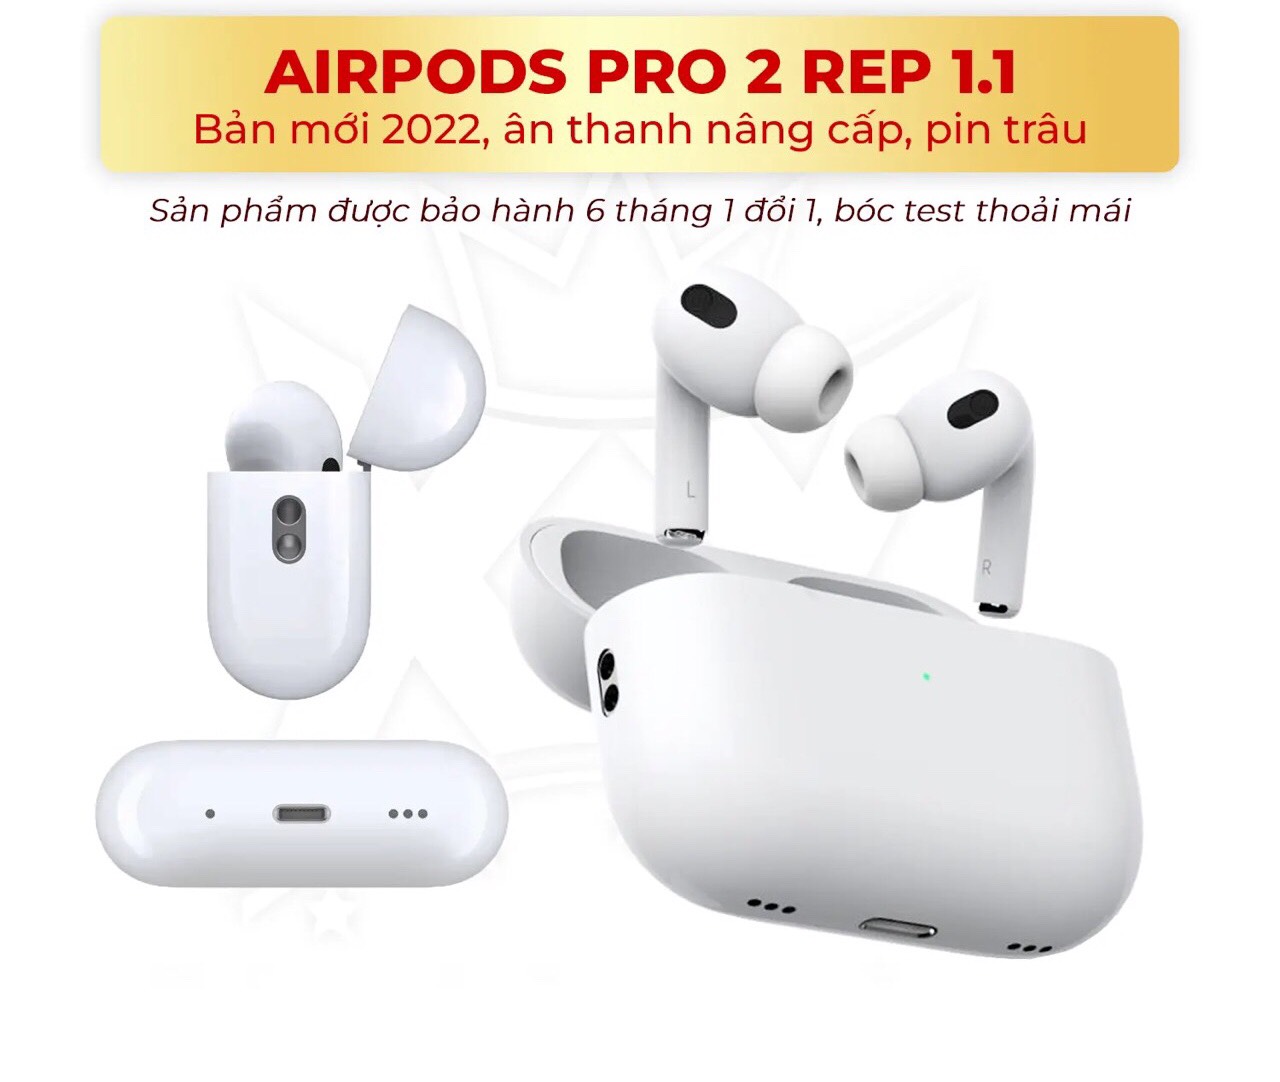 AIRPODS PRO 2 REP 1.1
Bản mới 2022, ân thanh nâng cấp, pin trâu
Sản phẩm được bảo hành 6 tháng 1 đổi 1, bóc test thoải mái
L
R